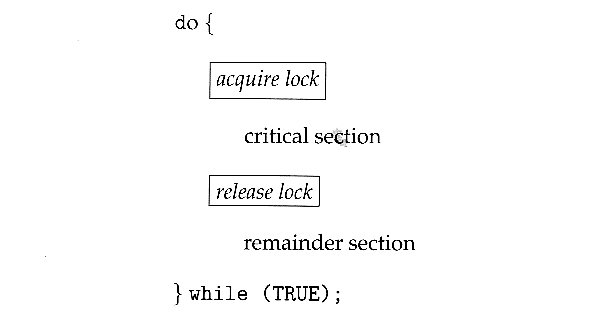 do {
acquire lock
critical section
release lock
remainder section
} while (TRUE);